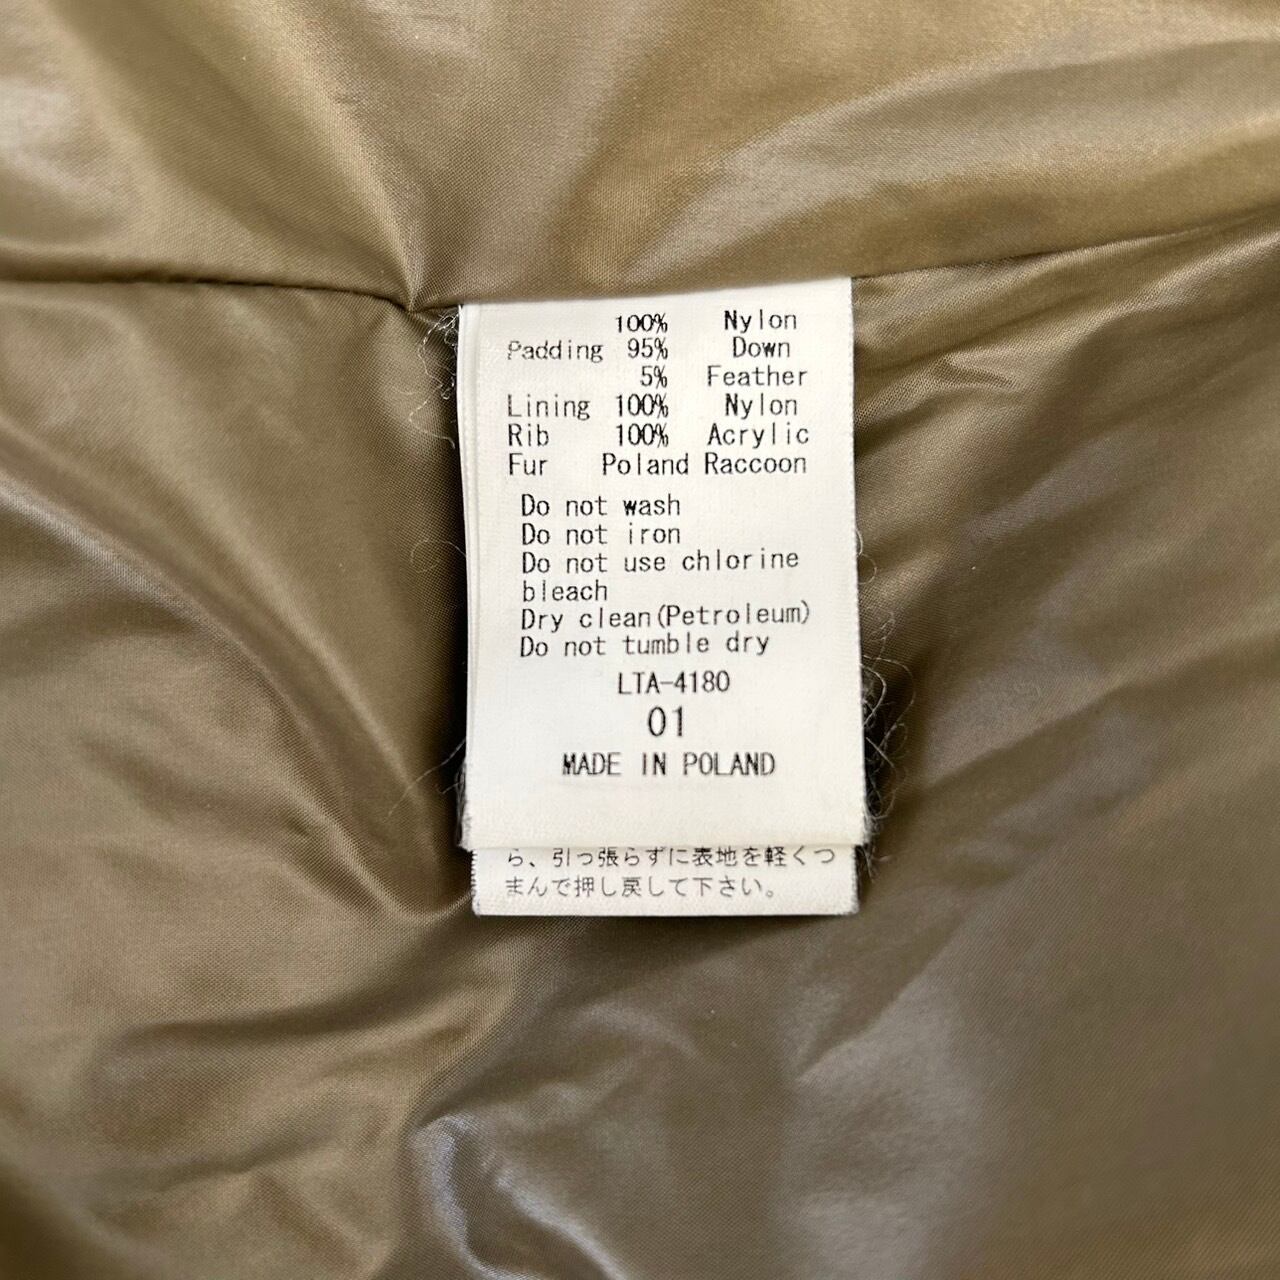 100% Nylon
Padding 95% Down
5% Feather
Lining 100% Nylon
Rib 100% Acrylic
Fur Poland Raccoon
Do not wash
Do not iron
Do not use chlorine
bleach
Dry clean(Petroleum)
Do not tumble dry
LTA-4180
01
MADE IN POLAND
ら、引っ張らずに表地を軽くつ
まんで押し戻して下さい。